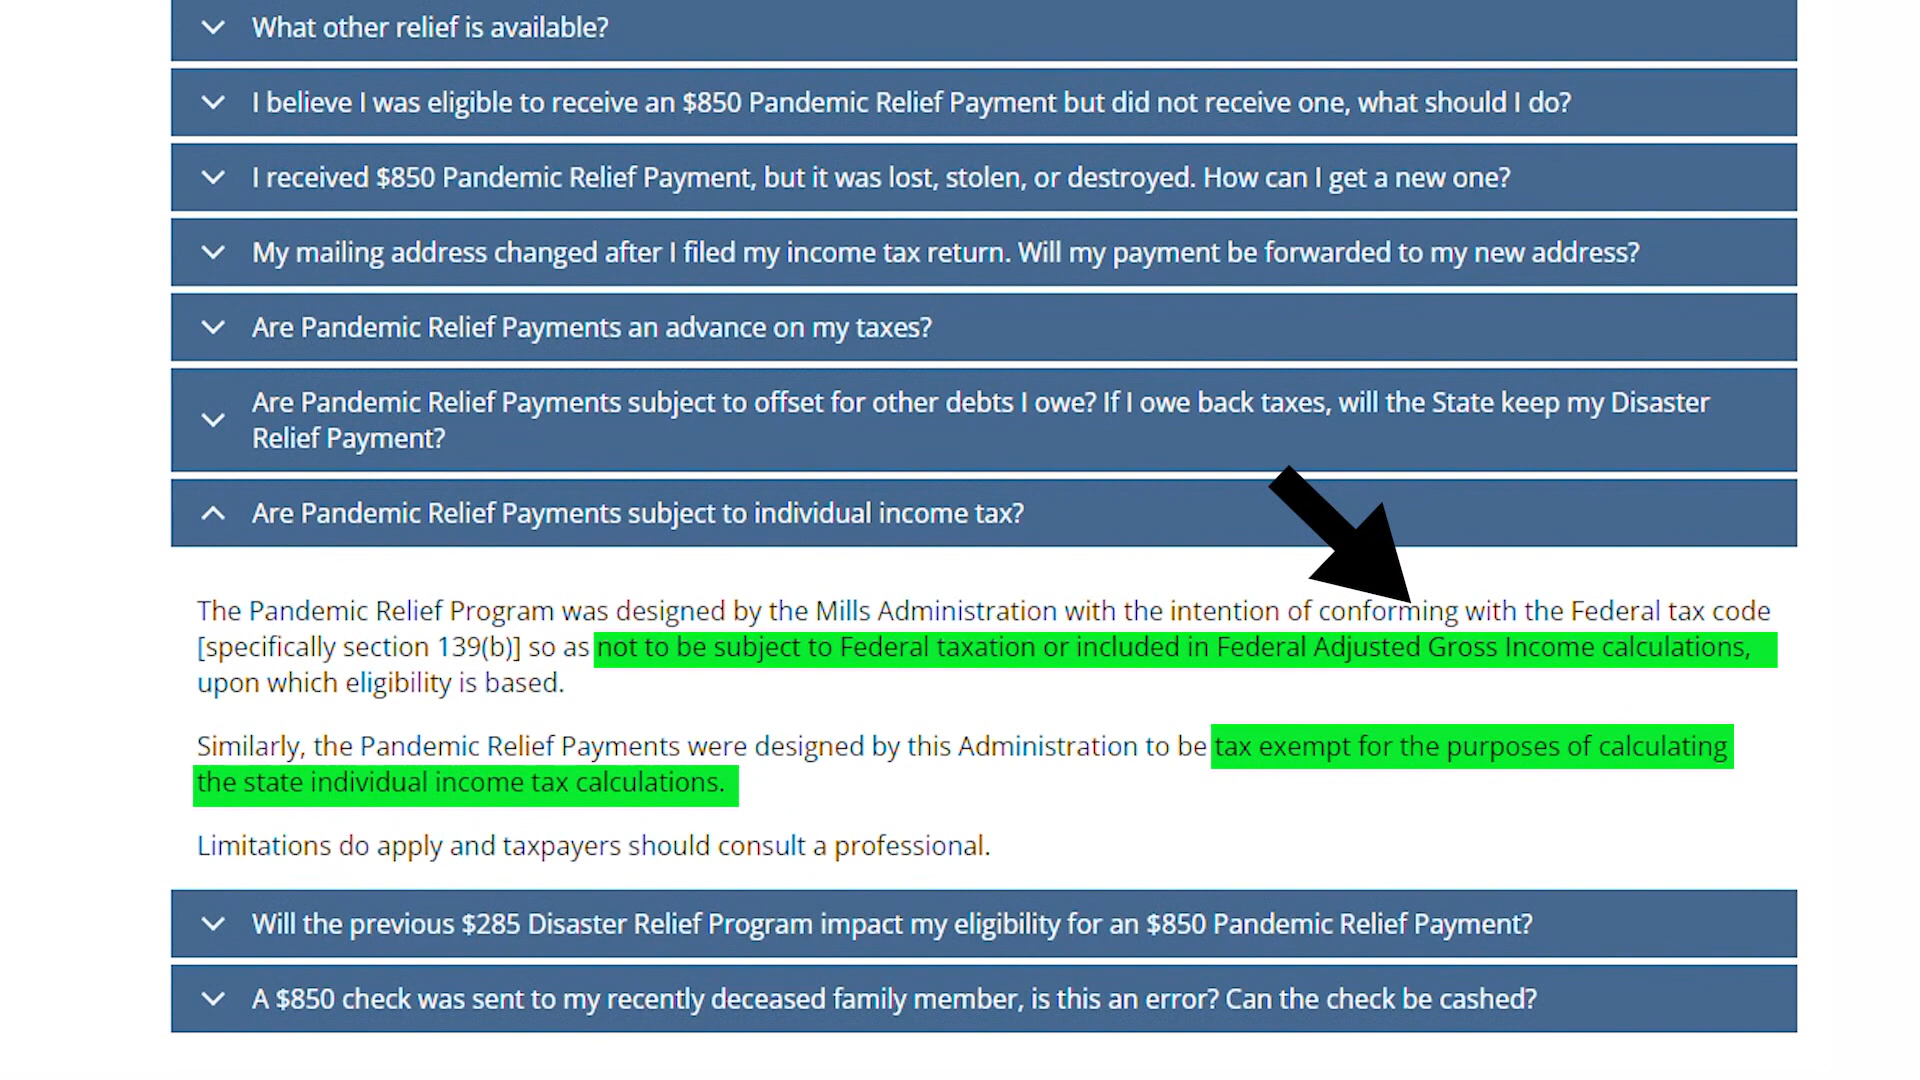 What other relief is available?
I believe I was eligible to receive an $850 Pandemic Relief Payment but did not receive one, what should I do?
I received $850 Pandemic Relief Payment, but it was lost, stolen, or destroyed. How can I get a new one?
My mailing address changed after I filed my income tax return. Will my payment be forwarded to my new address?
Are Pandemic Relief Payments an advance on my taxes?
Are Pandemic Relief Payments subject to offset for other debts I owe? If I owe back taxes, will the State keep my Disaster
Relief Payment?
Are Pandemic Relief Payments subject to individual income tax?
The Pandemic Relief Program was designed by the Mills Administration with the intention of conforming with the Federal tax code
[specifically section 139(b)] so as not to be subject to Federal taxation or included in Federal Adjusted Gross Income calculations,
upon which eligibility is based.
Similarly, the Pandemic Relief Payments were designed by this Administration to be tax exempt for the purposes of calculating
the state individual income tax calculations.
Limitations do apply and taxpayers should consult a professional.
Will the previous $285 Disaster Relief Program impact my eligibility for an $850 Pandemic Relief Payment?
A $850 check was sent to my recently deceased family member, is this an error? Can the check be cashed?